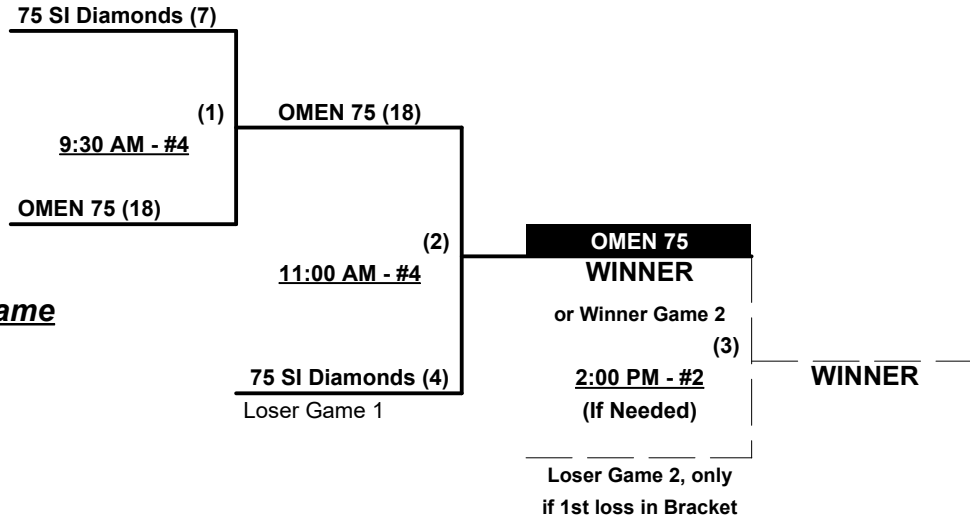 75 SI Diamonds (7)
(1)
OMEN 75 (18)
9:30 AM - #4
OMEN 75 (18)
(2)
OMEN 75
11:00 AM - #4
WINNER
or Winner Game 2
(3)
75 SI Diamonds (4)
2:00 PM - #2
WINNER
Loser Game 1
(If Needed)
Loser Game 2, only
if 1st loss in Bracket